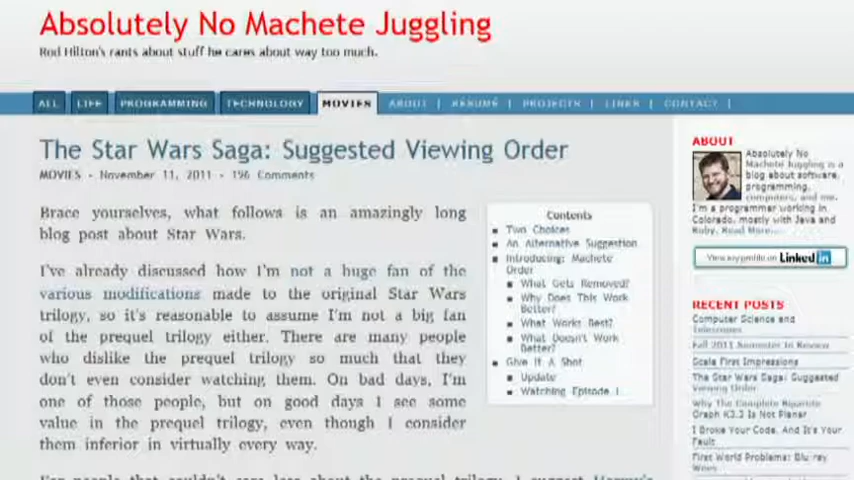 Absolutely No Machete Juggling
Rod Hilton's rants about stuff he cares about way too much.
ALL LIFE PROGRAMMING TECHNOLOGY MOVIES ABOUT | RESUME | PROJECTS | LINKS | CONTACT |
The Star Wars Saga: Suggested Viewing Order
MOVIES - November 11, 2011 - 196 Comments
Brace yourselves, what follows is an amazingly long
blog post about Star Wars.
I've already discussed how I'm not a huge fan of the
various modifications made to the original Star Wars
trilogy, so it's reasonable to assume I'm not a big fan
of the prequel trilogy either. There are many people
who dislike the prequel trilogy so much that they
don't even consider watching them. On bad days, I'm
one of those people, but on good days I see some
value in the prequel trilogy, even though I consider
them inferior in virtually every way.
Contents
Two Choices
An Alternative Suggestion
Introducing: Machete
Order
What Gets Removed?
Why Does This Work
Better?
What Works Best?
What Doesn't Work
Better?
Give It A Shot
Update
Watching Episode I
ABOUT
Absolutely No
Machete Juggling is a
blog about software,
programming,
computers, and me.
I'm a programmer working in
Colorado, mostly with Java and
Ruby. Read More...
View my profile on LinkedIn
RECENT POSTS
Computer Science and
Telescopes
Fall 2011 Semester In Review
Scala First Impressions
The Star Wars Saga: Suggested
Viewing Order
Why The Complete Bipartite
Graph K3,3 Is Not Planar
I Broke Your Code, And It's Your
Fault
First World Problems: Blu-ray